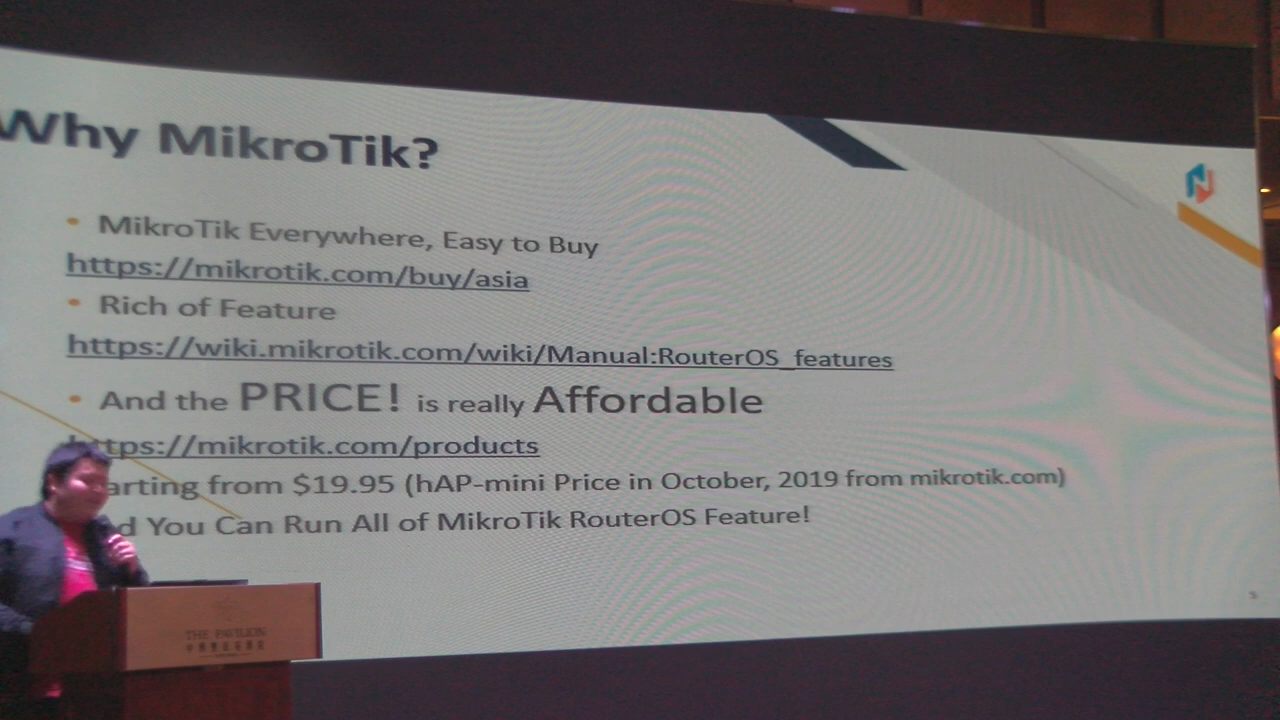 Why MikroTik?
• MikroTik Everywhere, Easy to Buy
https://mikrotik.com/buy/asia
• Rich of Feature
https://wiki.mikrotik.com/wiki/Manual:RouterOS_features
• And the PRICE! is really Affordable
https://mikrotik.com/products
arting from $19.95 (hAP-mini Price in October, 2019 from mikrotik.com)
d You Can Run All of MikroTik RouterOS Feature!
THE PAVILION